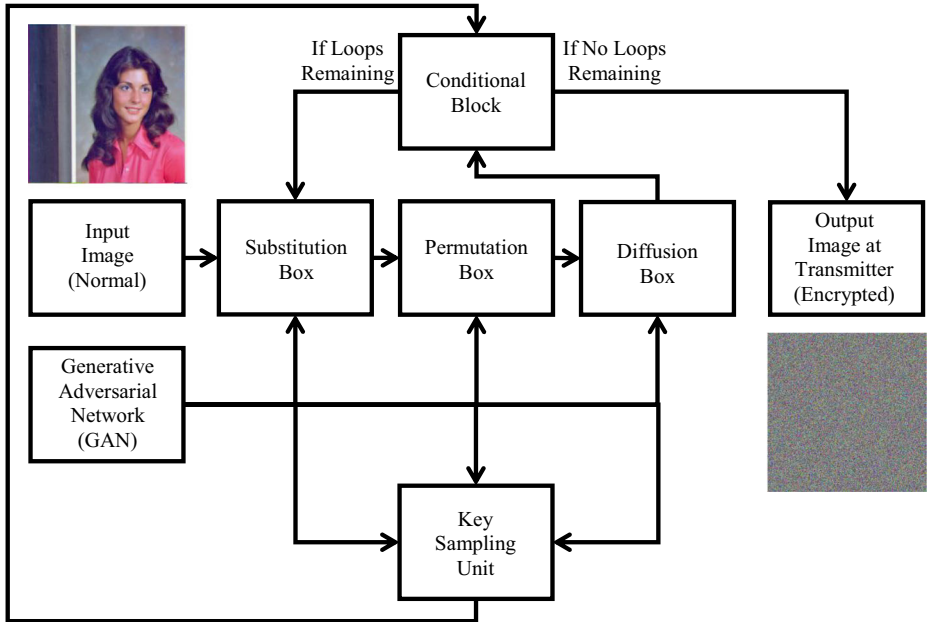 If Loops
Remaining
Conditional
Block
If No Loops
Remaining
Input
Image
(Normal)
Substitution
Box
Permutation
Box
Diffusion
Box
Output
Image at
Transmitter
(Encrypted)
Generative
Adversarial
Network
(GAN)
Key
Sampling
Unit